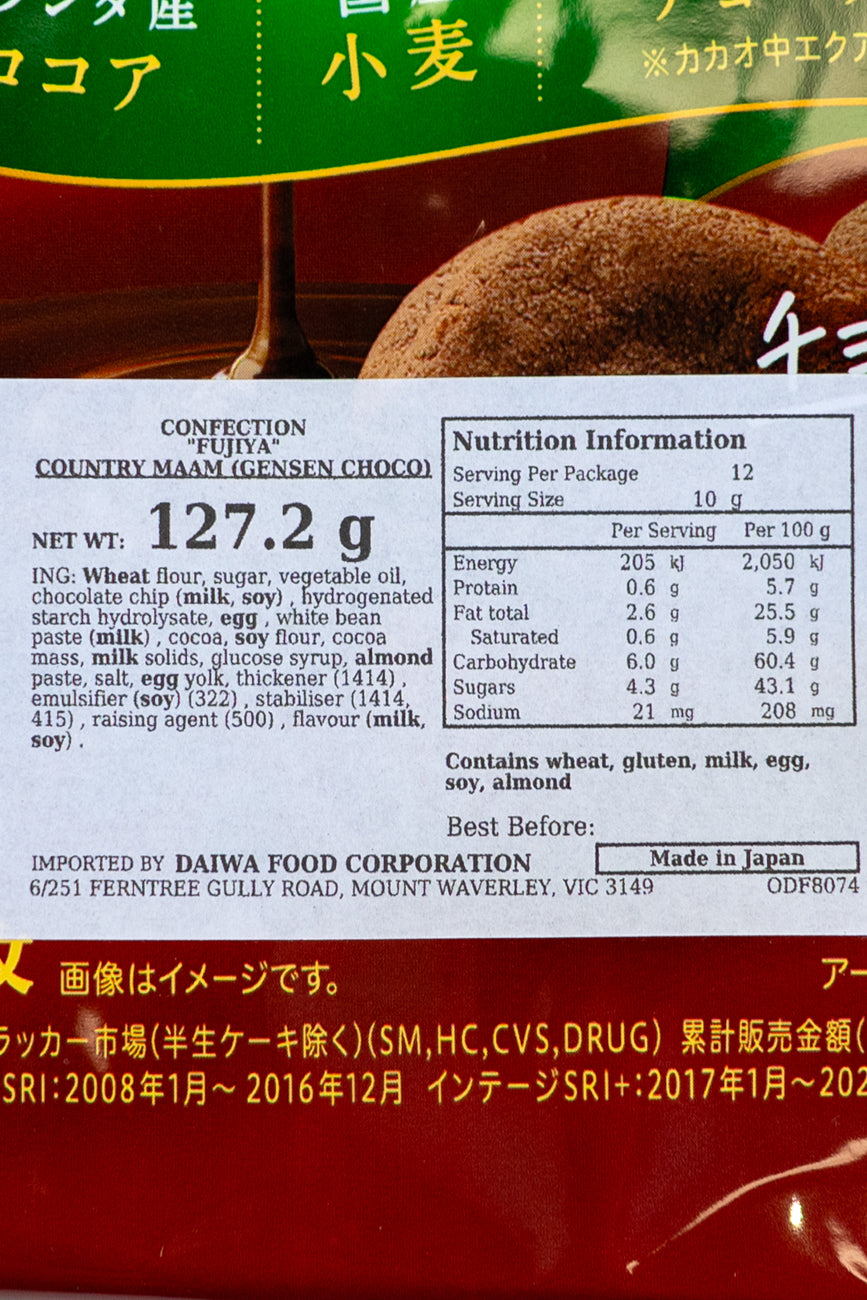 産
ココア
小麦
※カカオ中エクア
CONFECTION
"FUJIYA"
COUNTRY MAAM (GENSEN CHOCO)
NET WT: 127.2 g
ING: Wheat flour, sugar, vegetable oil,
chocolate chip (milk, soy) , hydrogenated
starch hydrolysate, egg , white bean
paste (milk) , cocoa, soy flour, cocoa
mass, milk solids, glucose syrup, almond
paste, salt, egg yolk, thickener (1414) ,
emulsifier (soy) (322) , stabiliser (1414,
415) , raising agent (500) , flavour (milk,
soy) .
Nutrition Information
Serving Per Package 12
Serving Size 10 g
Per Serving Per 100 g
Energy 205 kJ 2,050 kJ
Protein 0.6 g 5.7 g
Fat total 2.6 g 25.5 g
Saturated 0.6 g 5.9 g
Carbohydrate 6.0 g 60.4 g
Sugars 4.3 g 43.1 g
Sodium 21 mg 208 mg
Contains wheat, gluten, milk, egg,
soy, almond
Best Before:
Made in Japan
IMPORTED BY DAIWA FOOD CORPORATION
6/251 FERNTREE GULLY ROAD, MOUNT WAVERLEY, VIC 3149 ODF8074
画像はイメージです。
アー
ラッカー市場(半生ケーキ除く)(SM,HC,CVS,DRUG) 累計販売金額(
SRI:2008年1月〜 2016年12月 インテージSRI+:2017年1月〜202